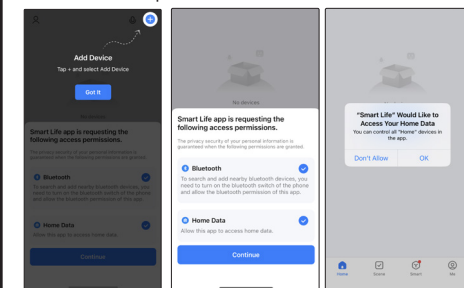 Add Device
Tap + and select Add Device
Got it
No devices
Smart Life app is requesting the
following access permissions.
The privacy security of your personal information is
guaranteed when the following permissions are granted.
Bluetooth
To search and add nearby bluetooth devices, you
need to turn on the bluetooth switch of the phone
and allow the bluetooth permission of this app.
Home Data
Allow this app to access home data.
Continue
No devices
Smart Life app is requesting the
following access permissions.
The privacy security of your personal information is
guaranteed when the following permissions are granted.
Bluetooth
To search and add nearby bluetooth devices, you
need to turn on the bluetooth switch of the phone
and allow the bluetooth permission of this app.
Home Data
Allow this app to access home data.
Continue
"Smart Life" Would Like to
Access Your Home Data
You can control all "Home" devices in
the app.
Don't Allow
OK
Home
Scene
Smart
Me